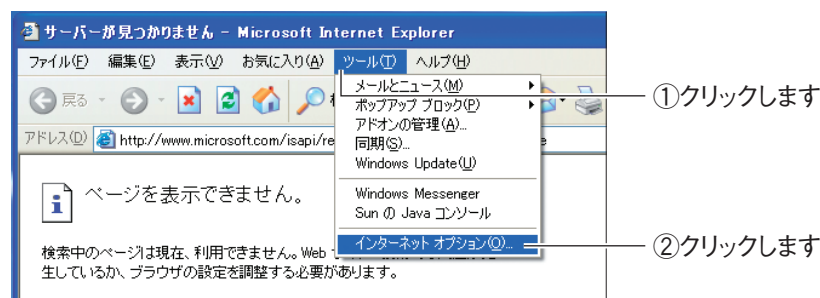 サーバーが見つかりません - Microsoft Internet Explorer
ファイル(F) 編集(E) 表示(V) お気に入り(A) ツール(T) ヘルプ(H)
戻る
メールとニュース(M)
ポップアップ ブロック(P)
アドオンの管理(A)...
同期(S)...
Windows Update(U)
Windows Messenger
Sun の Java コンソール
インターネット オプション(O)...
①クリックします
②クリックします
アドレス(D) http://www.microsoft.com/isapi/re
ページを表示できません。
検索中のページは現在、利用できません。Web
生しているか、ブラウザの設定を調整する必要があります。